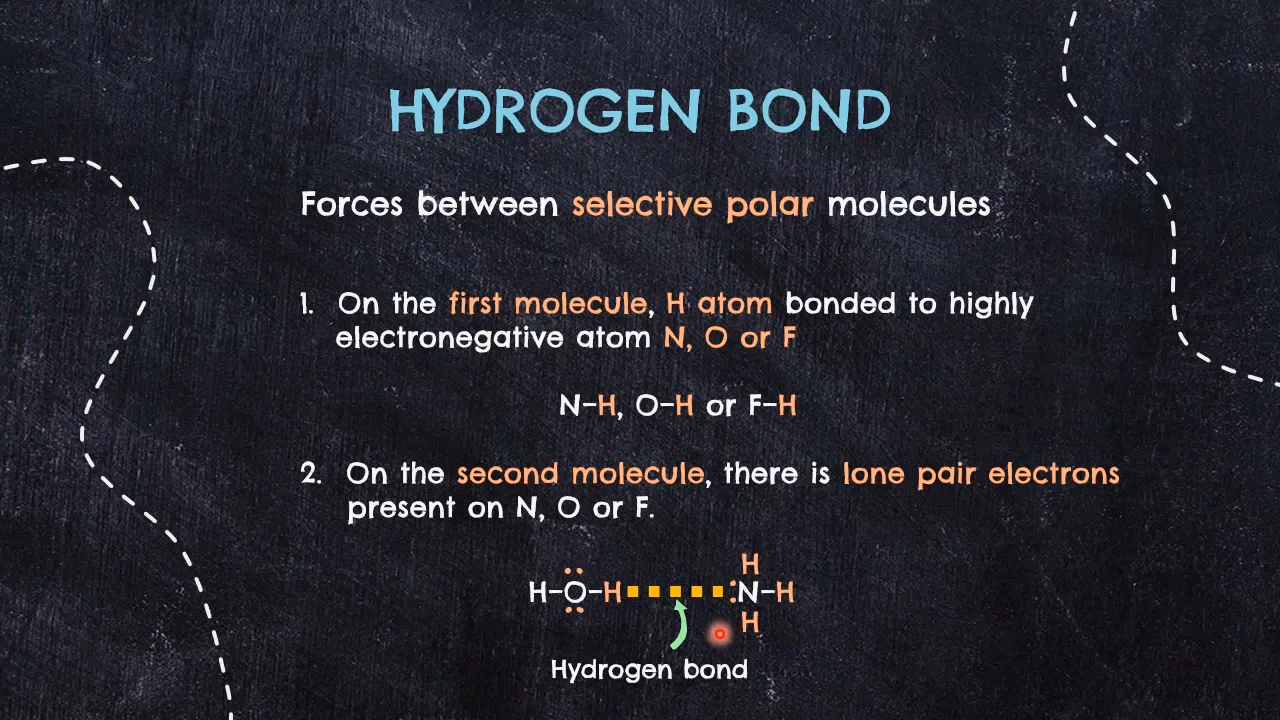 HYDROGEN BOND
Forces between selective polar molecules
1. On the first molecule, H atom bonded to highly
electronegative atom N, O or F
N–H, O–H or F–H
2. On the second molecule, there is lone pair electrons
present on N, O or F.
H
H–O–H :N–H
H
Hydrogen bond